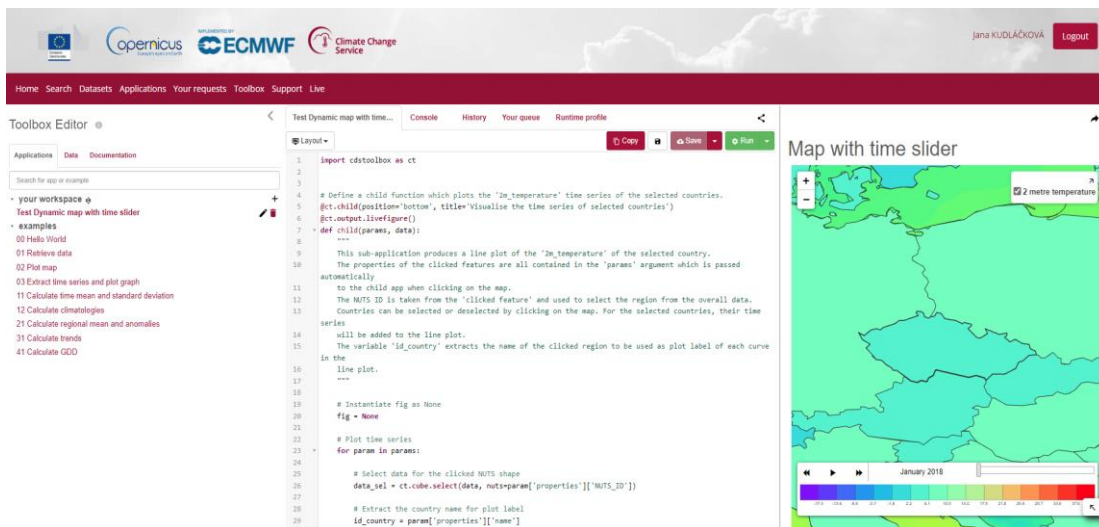 opernicus
IMPLEMENTED BY
ECMWF
Climate Change
Service
Jana KUDLÁČKOVÁ
Logout
Home Search Datasets Applications Your requests Toolbox Support Live
Toolbox Editor
Applications Data Documentation
Search for app or example
your workspace
Test Dynamic map with time slider
examples
00 Hello World
01 Retrieve data
02 Plot map
03 Extract time series and plot graph
11 Calculate time mean and standard deviation
12 Calculate climatologies
21 Calculate regional mean and anomalies
31 Calculate trends
41 Calculate GDD
Test Dynamic map with time... Console History Your queue Runtime profile
Layout Copy Save Run
1 import cdstoolbox as ct
2
3
4 # Define a child function which plots the '2m_temperature' time series of the selected countries.
5 @ct.child(position='bottom', title='Visualise the time series of selected countries')
6 @ct.output.livefigure()
7 def child(params, data):
8 """
9 This sub-application produces a line plot of the '2m_temperature' of the selected country.
10 The properties of the clicked features are all contained in the 'params' argument which is passed
automatically
11 to the child app when clicking on the map.
12 The NUTS ID is taken from the 'clicked feature' and used to select the region from the overall data.
13 Countries can be selected or deselected by clicking on the map. For the selected countries, their time
series
14 will be added to the line plot.
15 The variable 'id_country' extracts the name of the clicked region to be used as plot label of each curve
in the
16 line plot.
17 """
18
19 # Instantiate fig as None
20 fig = None
21
22 # Plot time series
23 for param in params:
24
25 # Select data for the clicked NUTS shape
26 data_sel = ct.cube.select(data, nuts=param['properties']['NUTS_ID'])
27
28 # Extract the country name for plot label
29 id_country = param['properties']['name']
Map with time slider
+
−
2 metre temperature
January 2018